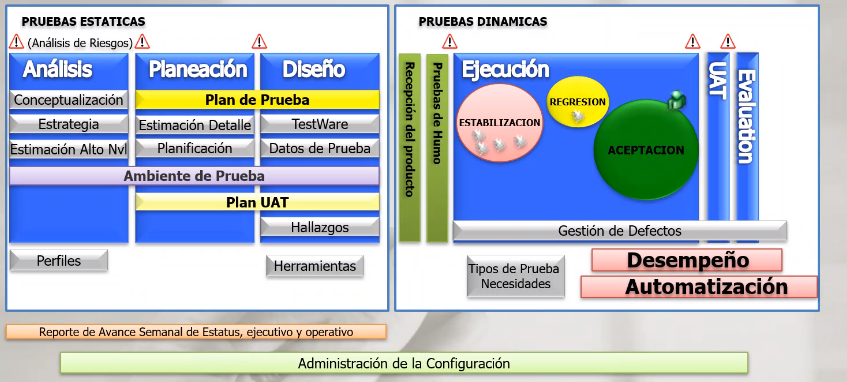 PRUEBAS ESTATICAS
(Análisis de Riesgos)
Análisis
Planeación
Diseño
Conceptualización
Plan de Prueba
Estrategia
Estimación Detalle
TestWare
Estimación Alto Nvl
Planificación
Datos de Prueba
Ambiente de Prueba
Plan UAT
Hallazgos
Perfiles
Herramientas
PRUEBAS DINAMICAS
Recepción del producto
Pruebas de Humo
Ejecución
ESTABILIZACION
REGRESION
ACEPTACION
UAT
Evaluation
Gestión de Defectos
Tipos de Prueba
Necesidades
Desempeño
Automatización
Reporte de Avance Semanal de Estatus, ejecutivo y operativo
Administración de la Configuración